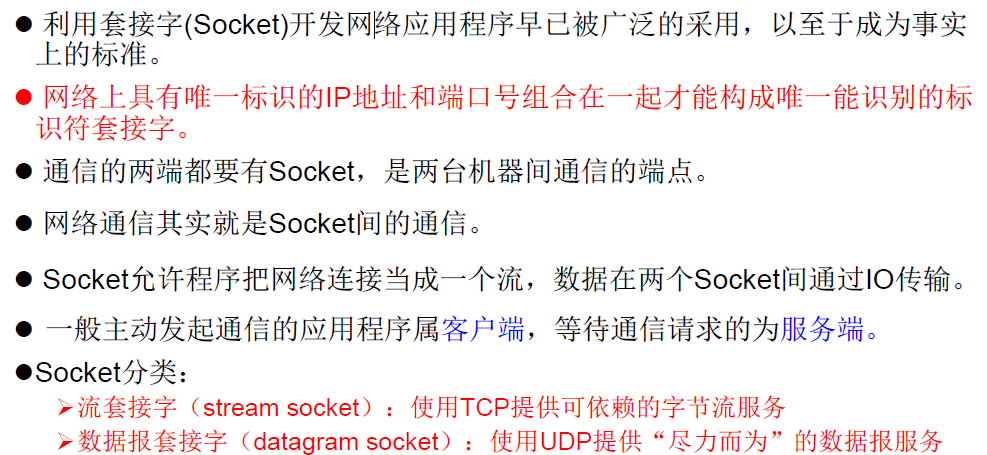 ● 利用套接字(Socket)开发网络应用程序早已被广泛的采用，以至于成为事实
上的标准。
● 网络上具有唯一标识的IP地址和端口号组合在一起才能构成唯一能识别的标
识符套接字。
● 通信的两端都要有Socket，是两台机器间通信的端点。
● 网络通信其实就是Socket间的通信。
● Socket允许程序把网络连接当成一个流，数据在两个Socket间通过IO传输。
● 一般主动发起通信的应用程序属客户端，等待通信请求的为服务端。
●Socket分类：
➢流套接字（stream socket）：使用TCP提供可依赖的字节流服务
➢数据报套接字（datagram socket）：使用UDP提供“尽力而为”的数据报服务